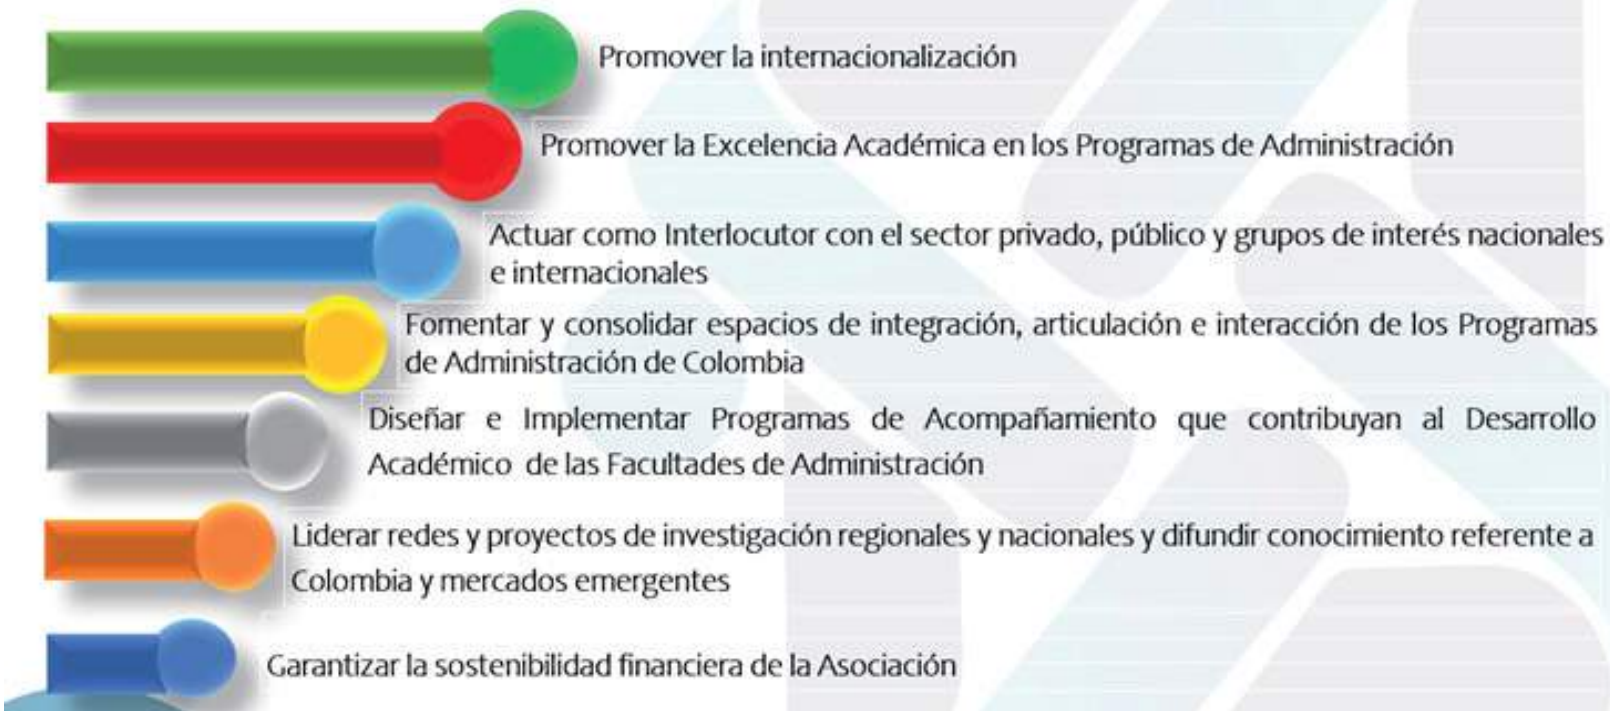 Promover la internacionalización
Promover la Excelencia Académica en los Programas de Administración
Actuar como Interlocutor con el sector privado, público y grupos de interés nacionales
e internacionales
Fomentar y consolidar espacios de integración, articulación e interacción de los Programas
de Administración de Colombia
Diseñar e Implementar Programas de Acompañamiento que contribuyan al Desarrollo
Académico de las Facultades de Administración
Liderar redes y proyectos de investigación regionales y nacionales y difundir conocimiento referente a
Colombia y mercados emergentes
Garantizar la sostenibilidad financiera de la Asociación